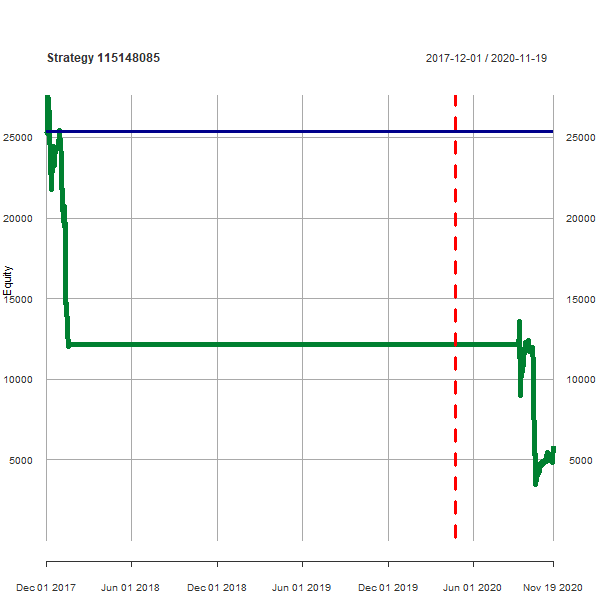 Strategy 115148085
2017-12-01 / 2020-11-19
25000
25000
20000
20000
Equity
15000
15000
10000
10000
5000
5000
Dec 01 2017
Jun 01 2018
Dec 01 2018
Jun 01 2019
Dec 01 2019
Jun 01 2020
Nov 19 2020